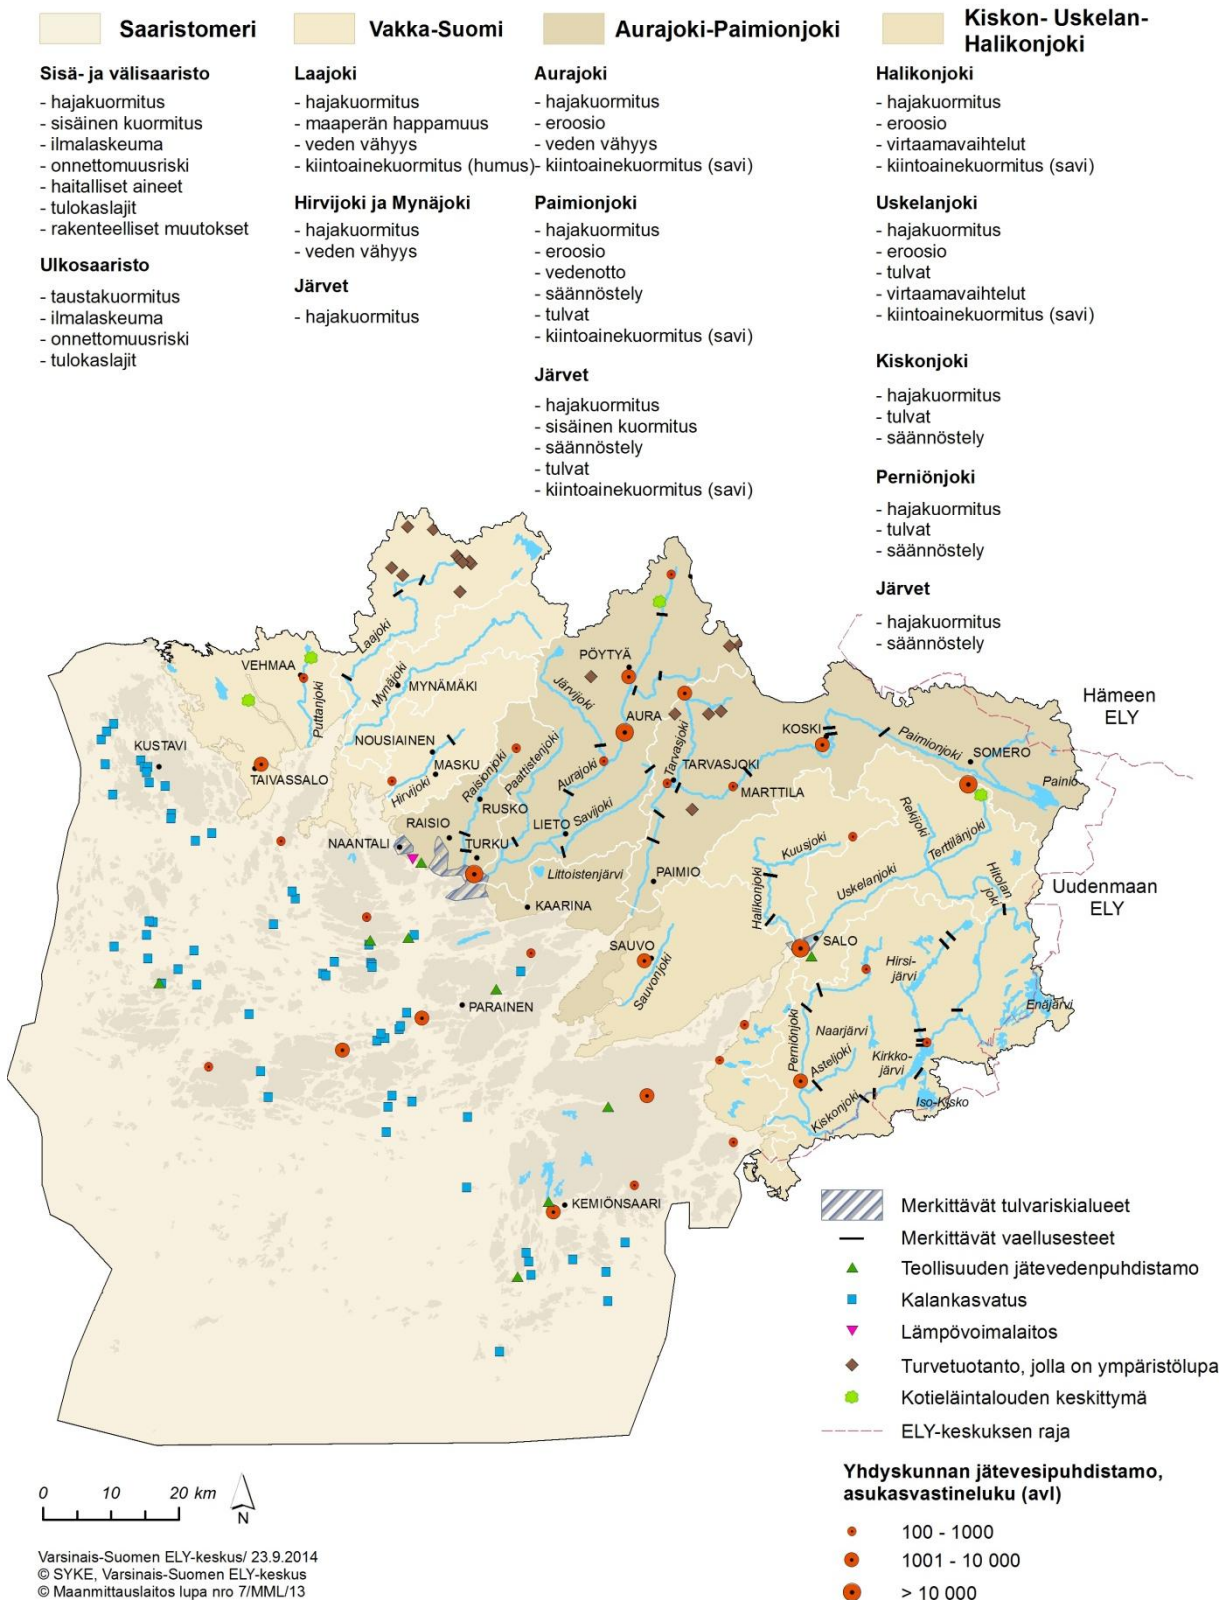 Saaristomeri
Sisä- ja välisaaristo
- hajakuormitus
- sisäinen kuormitus
- ilmalaskeuma
- onnettomuusriski
- haitalliset aineet
- tulokaslajit
- rakenteelliset muutokset
Ulkosaaristo
- taustakuormitus
- ilmalaskeuma
- onnettomuusriski
- tulokaslajit
Vakka-Suomi
Laajoki
- hajakuormitus
- maaperän happamuus
- veden vähyys
- kiintoainekuormitus (humus)
Hirvijoki ja Mynäjoki
- hajakuormitus
- veden vähyys
Järvet
- hajakuormitus
Aurajoki-Paimionjoki
Aurajoki
- hajakuormitus
- eroosio
- veden vähyys
- kiintoainekuormitus (savi)
Paimionjoki
- hajakuormitus
- eroosio
- vedenotto
- säännöstely
- tulvat
- kiintoainekuormitus (savi)
Järvet
- hajakuormitus
- sisäinen kuormitus
- säännöstely
- tulvat
- kiintoainekuormitus (savi)
Kiskon- Uskelan-
Halikonjoki
Halikonjoki
- hajakuormitus
- eroosio
- virtaamavaihtelut
- kiintoainekuormitus (savi)
Uskelanjoki
- hajakuormitus
- eroosio
- tulvat
- virtaamavaihtelut
- kiintoainekuormitus (savi)
Kiskonjoki
- hajakuormitus
- tulvat
- säännöstely
Perniönjoki
- hajakuormitus
- tulvat
- säännöstely
Järvet
- hajakuormitus
- säännöstely
Laajoki
VEHMAA
Puttanjoki
Mynäjoki
MYNÄMÄKI
Järvijoki
PÖYTYÄ
AURA
Hämeen
ELY
KUSTAVI
TAIVASSALO
NOUSIAINEN
MASKU
Hirvijoki
Raisionjoki
Paattistenjoki
Aurajoki
Tarvasjoki
TARVASJOKI
KOSKI
Paimionjoki
SOMERO
Painio
MARTTILA
RUSKO
RAISIO
NAANTALI
TURKU
LIETO
Savijoki
Littoistenjärvi
KAARINA
PAIMIO
Kuusjoki
Rekijoki
Terttilänjoki
Uskelanjoki
Halikonjoki
Hitolan
joki
Uudenmaan
ELY
SAUVO
Sauvonjoki
SALO
Hirsi-
järvi
PARAINEN
Perniönjoki
Naarjärvi
Asteljoki
Kirkko-
järvi
Enäjärvi
Iso-Kisko
Kiskonjoki
KEMIÖNSAARI
Merkittävät tulvariskialueet
Merkittävät vaellusesteet
Teollisuuden jätevedenpuhdistamo
Kalankasvatus
Lämpövoimalaitos
Turvetuotanto, jolla on ympäristölupa
Kotieläintalouden keskittymä
ELY-keskuksen raja
Yhdyskunnan jätevesipuhdistamo,
asukasvastineluku (avl)
100 - 1000
1001 - 10 000
> 10 000
0 10 20 km
N
Varsinais-Suomen ELY-keskus/ 23.9.2014
© SYKE, Varsinais-Suomen ELY-keskus
© Maanmittauslaitos lupa nro 7/MML/13